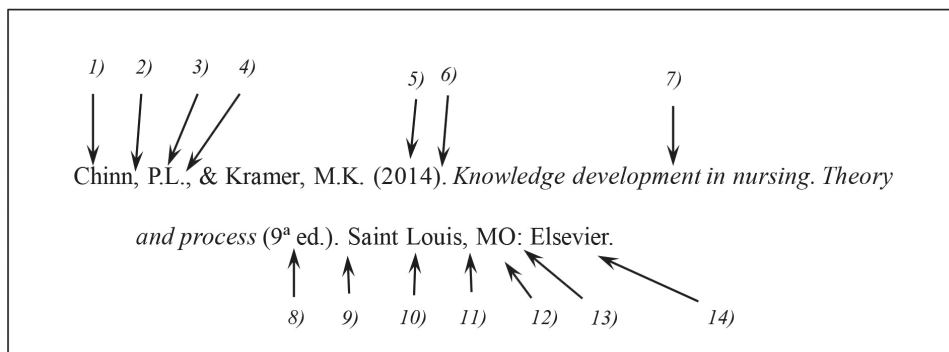 1) 2) 3) 4) 5) 6) 7)
Chinn, P.L., & Kramer, M.K. (2014). Knowledge development in nursing. Theory
and process (9ª ed.). Saint Louis, MO: Elsevier.
8) 9) 10) 11) 12) 13) 14)